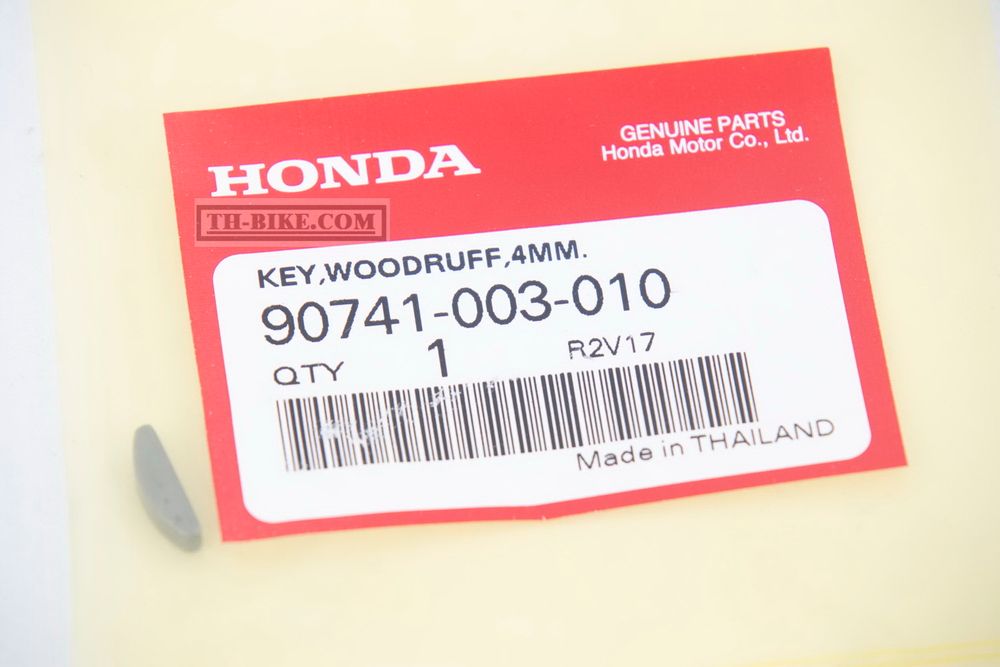 GENUINE PARTS
Honda Motor Co., Ltd.
HONDA
TH-BIKE.COM
KEY,WOODRUFF,4MM.
90741-003-010
QTY 1 R2V17
Made in THAILAND